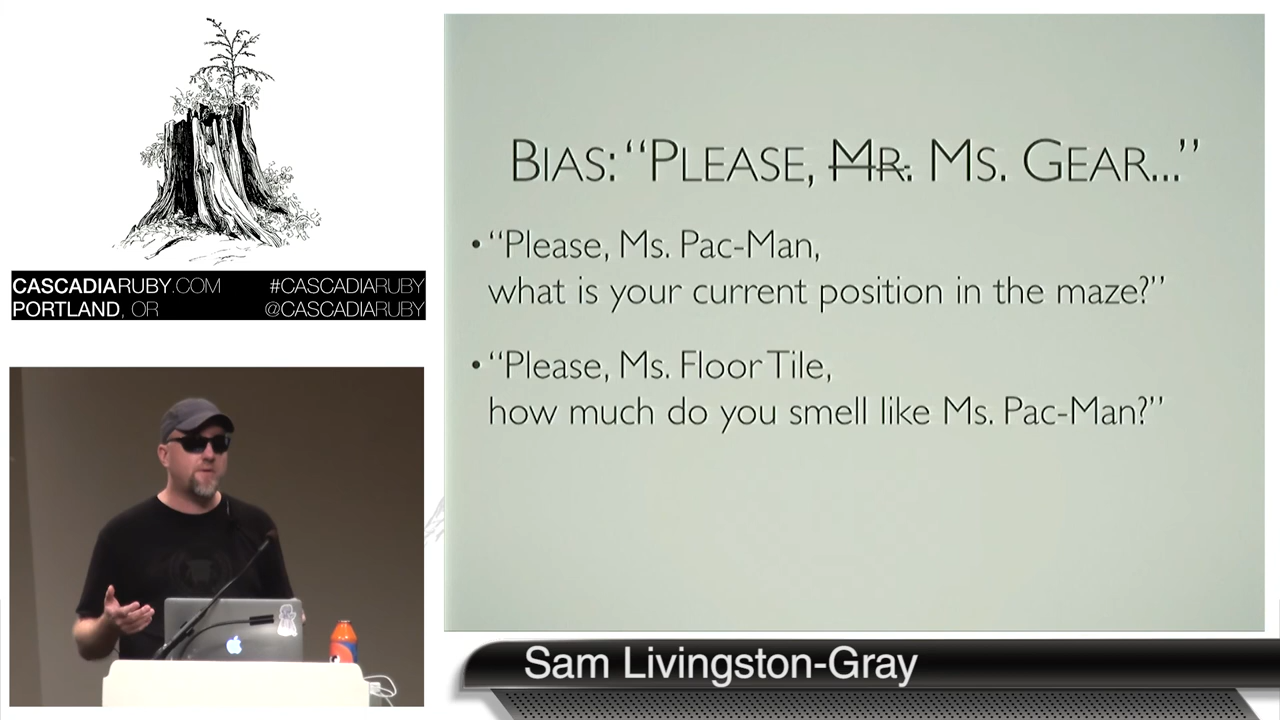 CASCADIARUBY.COM #CASCADIARUBY
PORTLAND, OR @CASCADIARUBY
BIAS: “PLEASE, MR. MS. GEAR...”
• “Please, Ms. Pac-Man,
what is your current position in the maze?”
• “Please, Ms. Floor Tile,
how much do you smell like Ms. Pac-Man?”
Sam Livingston-Gray